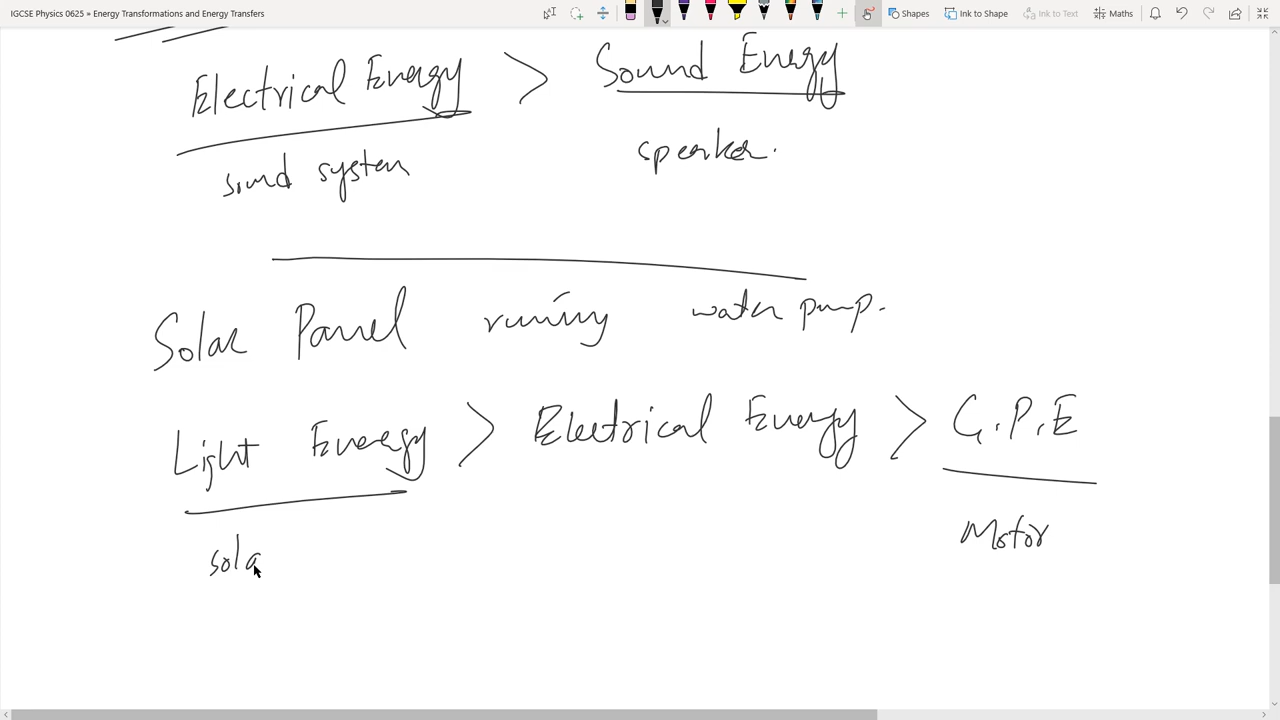 IGCSE Physics 0625 » Energy Transformations and Energy Transfers
Shapes Ink to Shape Ink to Text Maths
Electrical Energy > Sound Energy
sound system speaker.
Solar Panel running water pump.
Light Energy > Electrical Energy > G.P.E
sola Motor